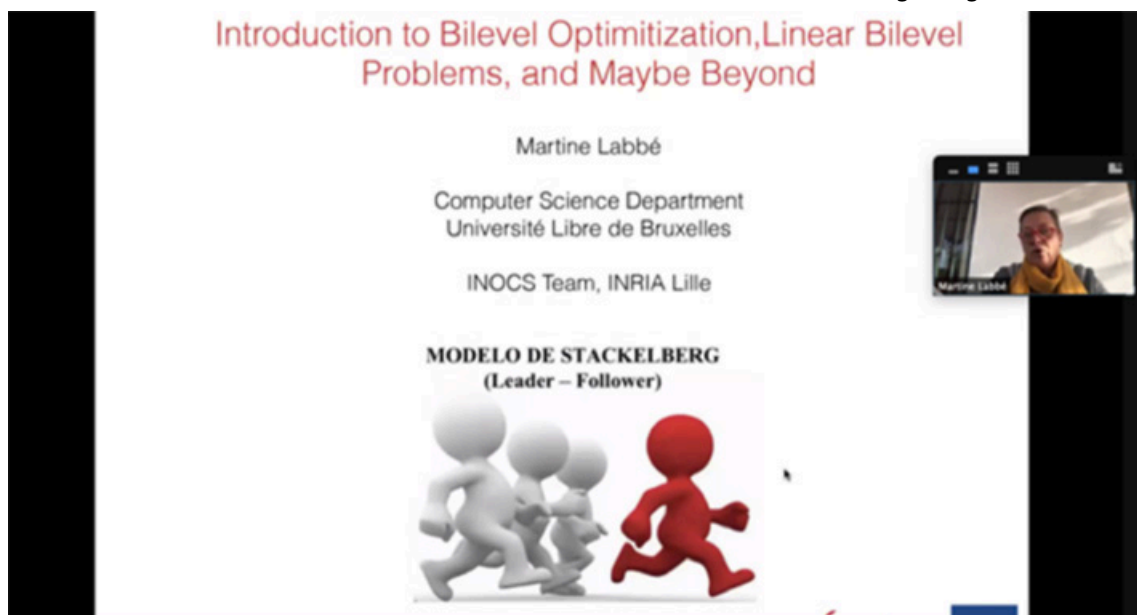 Introduction to Bilevel Optimitization,Linear Bilevel
Problems, and Maybe Beyond
Martine Labbé
Computer Science Department
Université Libre de Bruxelles
INOCS Team, INRIA Lille
Martine Labbé
MODELO DE STACKELBERG
(Leader – Follower)